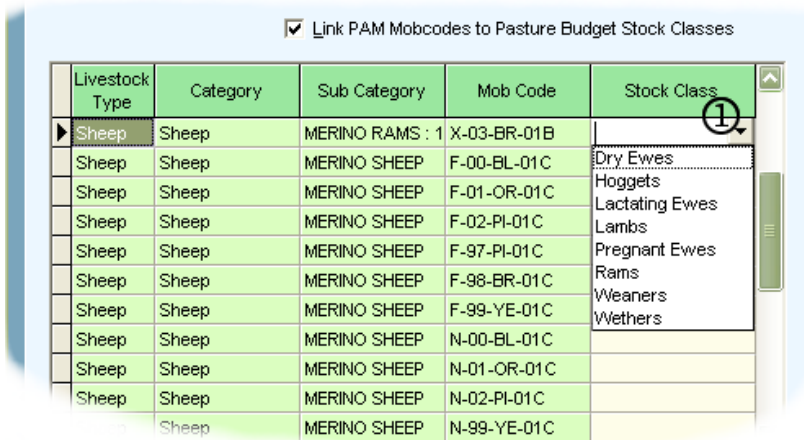 Link PAM Mobcodes to Pasture Budget Stock Classes
Livestock Type Category Sub Category Mob Code Stock Class
①
Sheep Sheep MERINO RAMS : 1 X-03-BR-01B
Sheep Sheep MERINO SHEEP F-00-BL-01C Dry Ewes
Sheep Sheep MERINO SHEEP F-01-OR-01C Hoggets
Lactating Ewes
Sheep Sheep MERINO SHEEP F-02-PI-01C Lambs
Sheep Sheep MERINO SHEEP F-97-PI-01C Pregnant Ewes
Sheep Sheep MERINO SHEEP F-98-BR-01C Rams
Sheep Sheep MERINO SHEEP F-99-YE-01C Weaners
Wethers
Sheep Sheep MERINO SHEEP N-00-BL-01C
Sheep Sheep MERINO SHEEP N-01-OR-01C
Sheep Sheep MERINO SHEEP N-02-PI-01C
Sheep MERINO SHEEP N-99-YE-01C